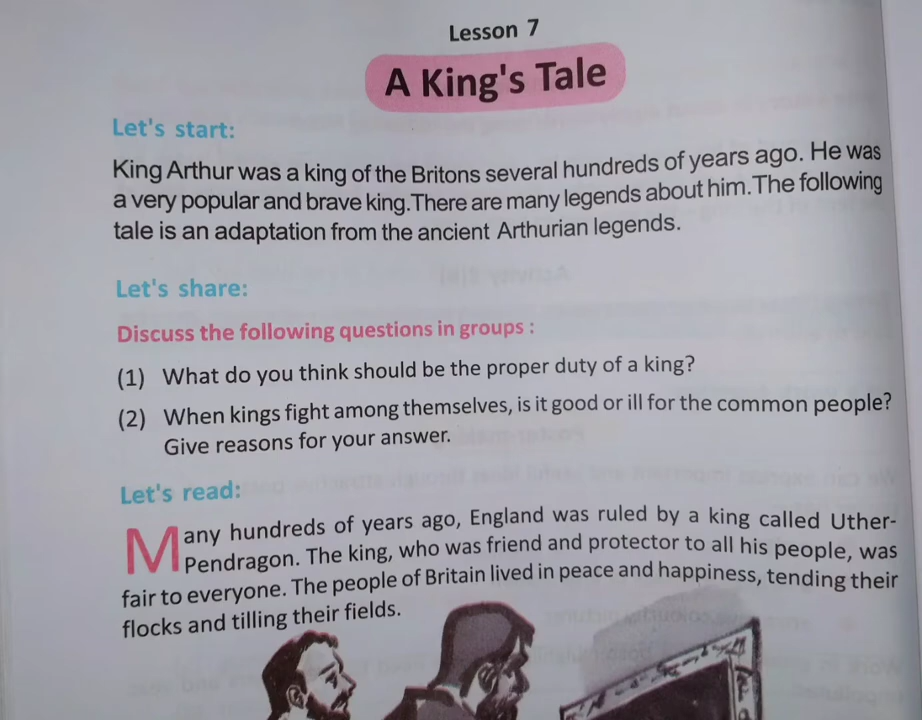 Lesson 7
A King's Tale
Let's start:
King Arthur was a king of the Britons several hundreds of years ago. He was
a very popular and brave king.There are many legends about him.The following
tale is an adaptation from the ancient Arthurian legends.
Let's share:
Discuss the following questions in groups :
(1) What do you think should be the proper duty of a king?
(2) When kings fight among themselves, is it good or ill for the common people?
Give reasons for your answer.
Let's read:
Many hundreds of years ago, England was ruled by a king called Uther-
Pendragon. The king, who was friend and protector to all his people, was
fair to everyone. The people of Britain lived in peace and happiness, tending their
flocks and tilling their fields.